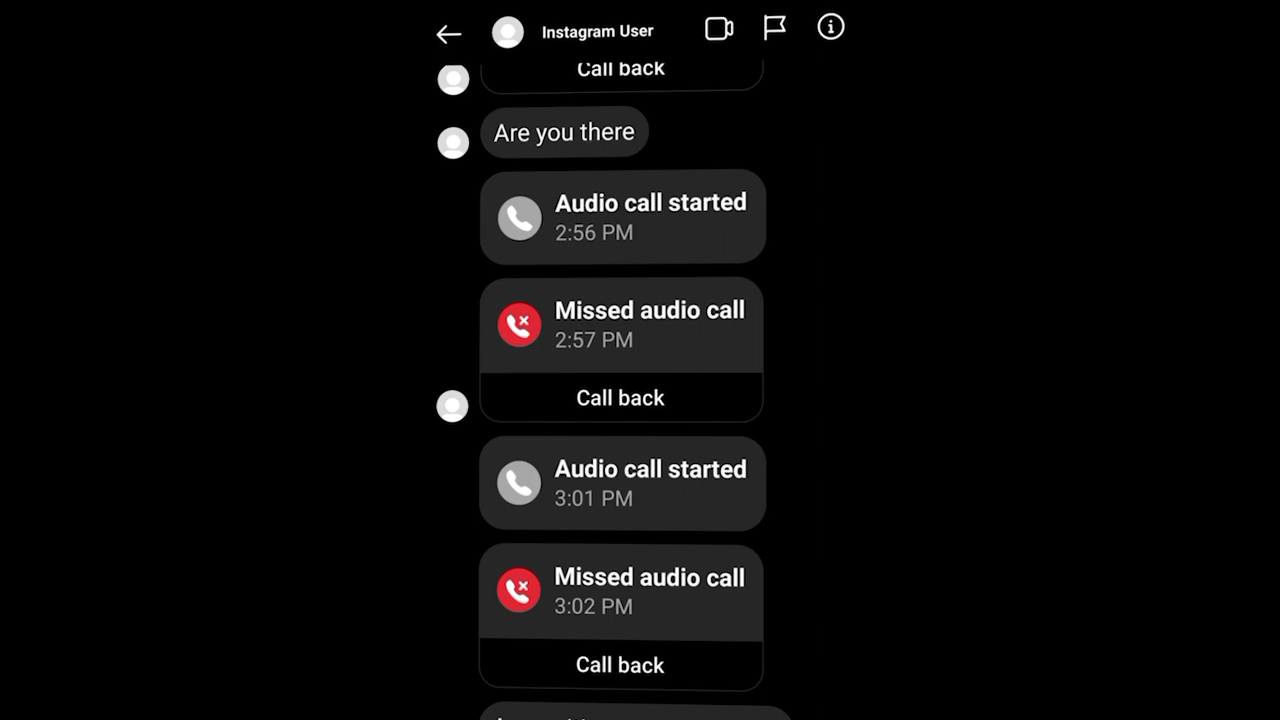 Instagram User
Call back
Are you there
Audio call started
2:56 PM
Missed audio call
2:57 PM
Call back
Audio call started
3:01 PM
Missed audio call
3:02 PM
Call back